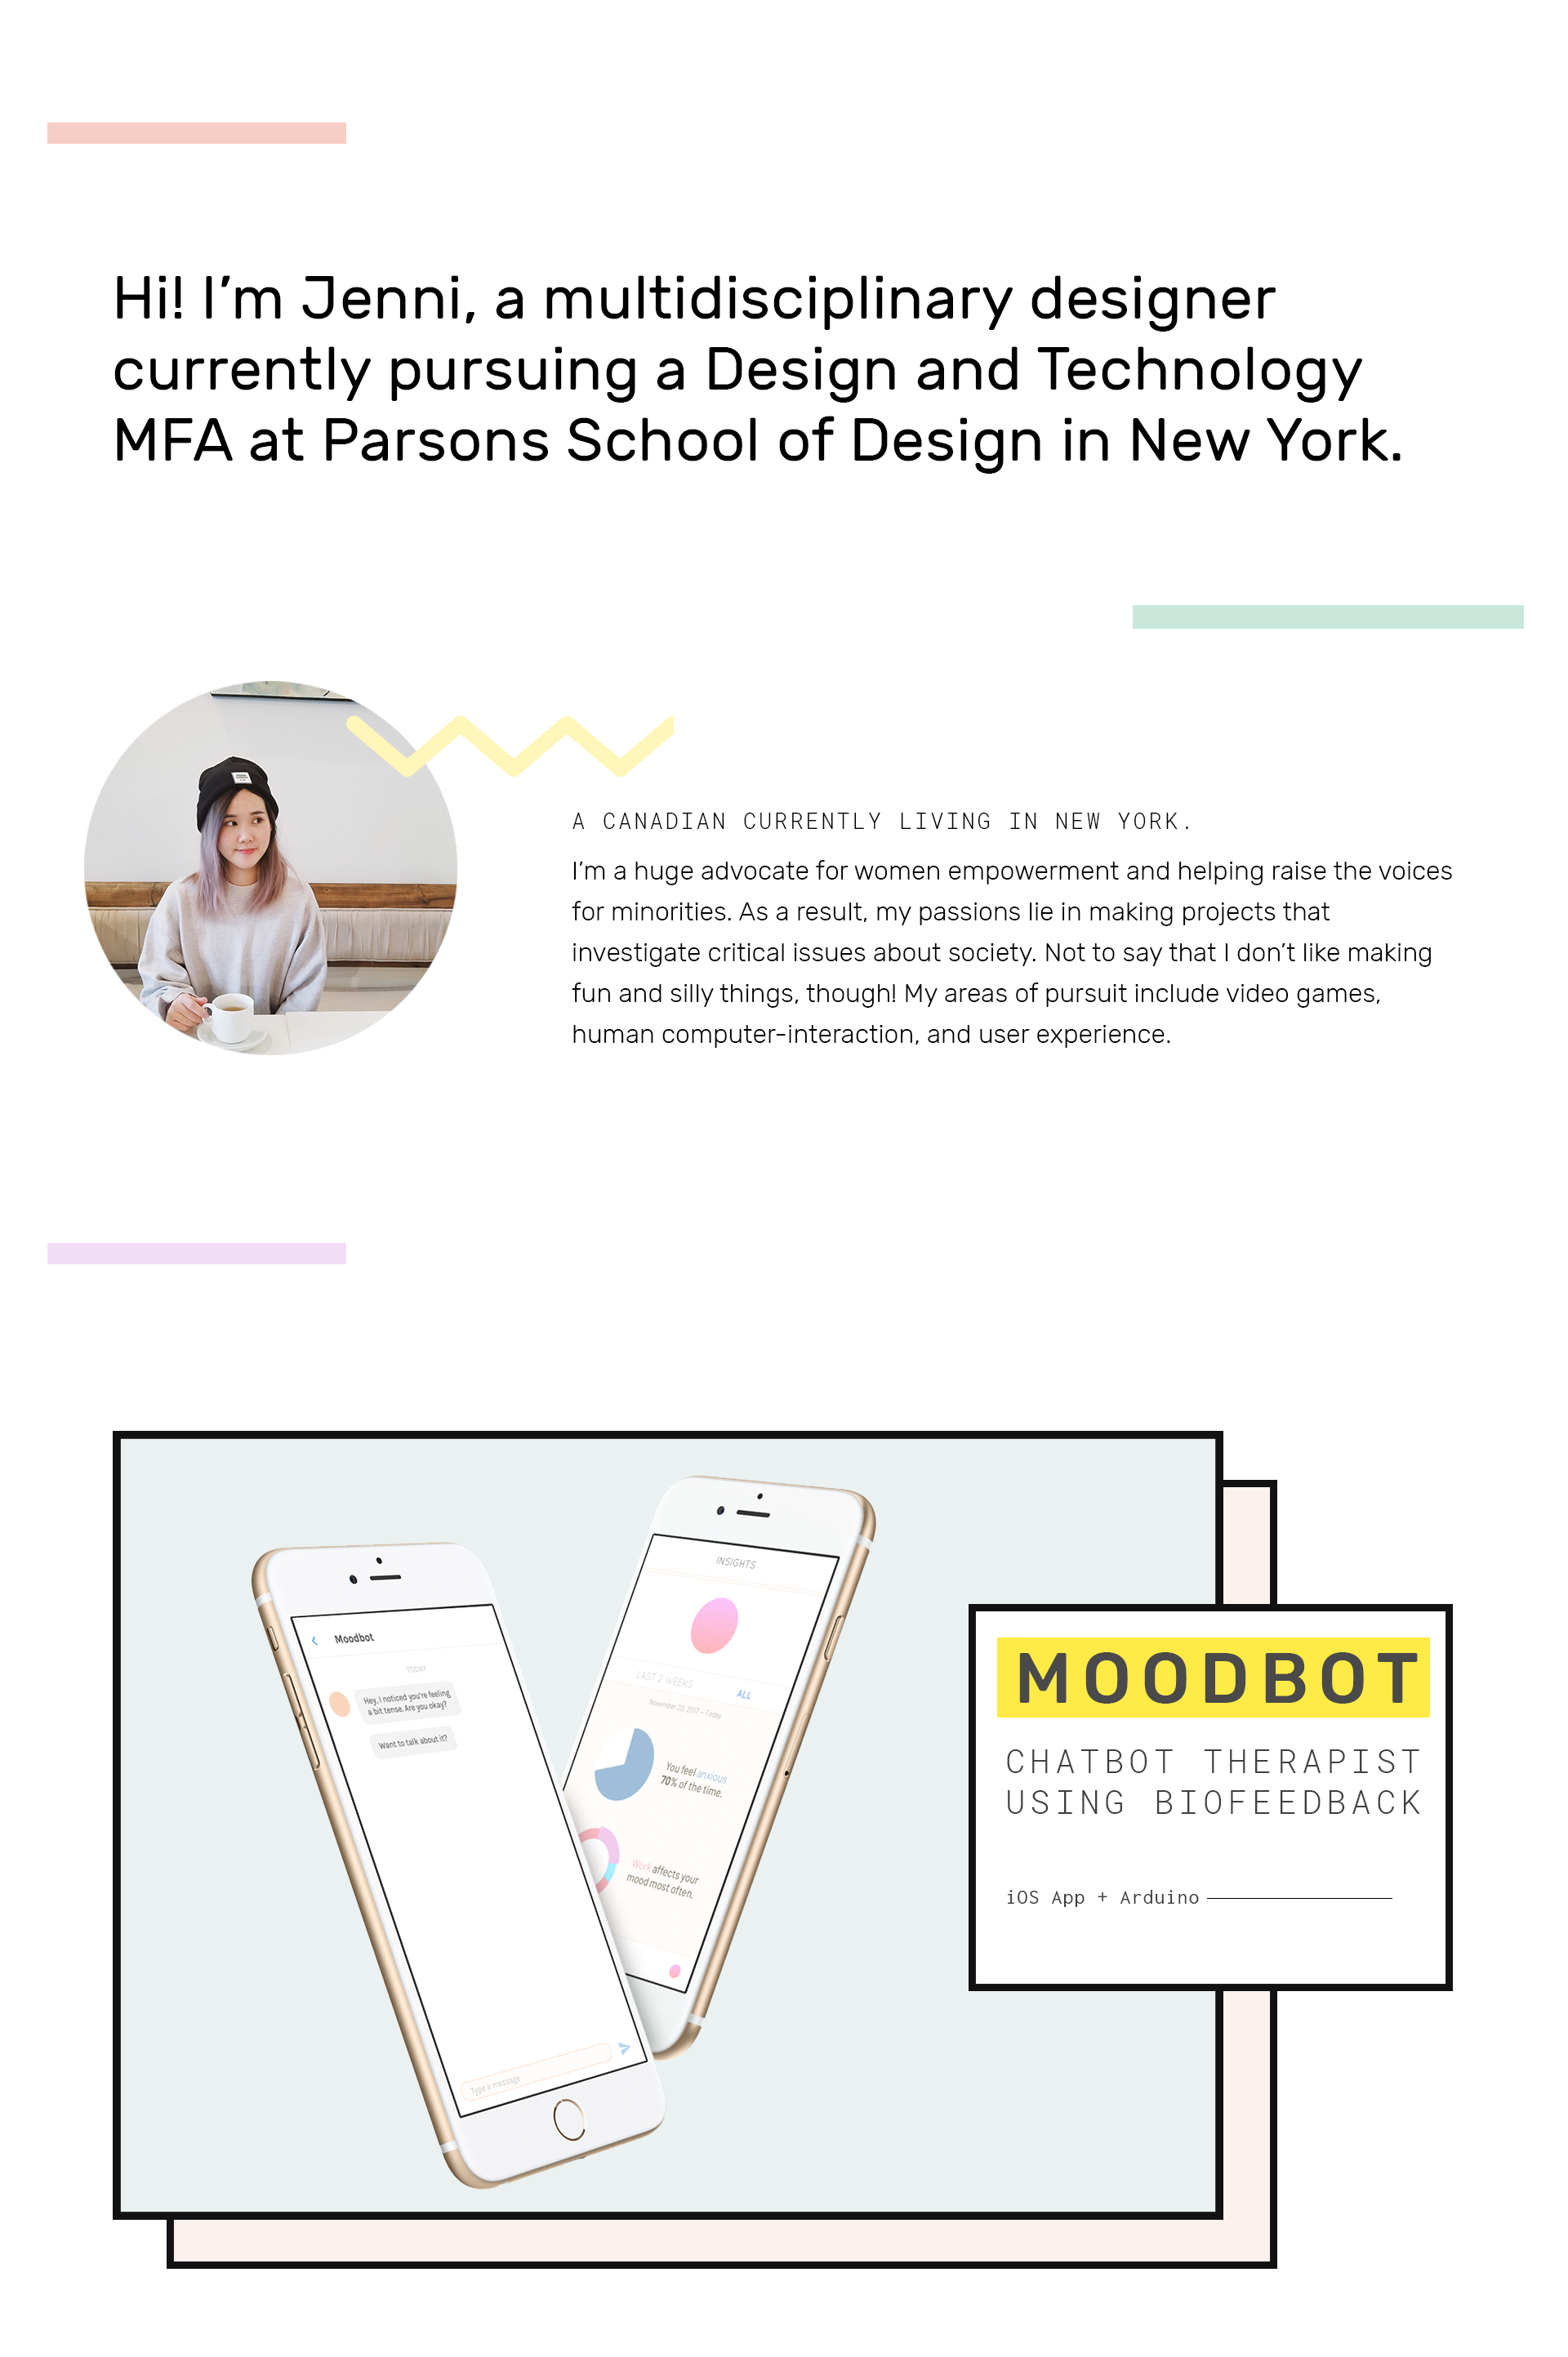 Hi! I’m Jenni, a multidisciplinary designer
currently pursuing a Design and Technology
MFA at Parsons School of Design in New York.
A CANADIAN CURRENTLY LIVING IN NEW YORK.
I’m a huge advocate for women empowerment and helping raise the voices
for minorities. As a result, my passions lie in making projects that
investigate critical issues about society. Not to say that I don’t like making
fun and silly things, though! My areas of pursuit include video games,
human computer-interaction, and user experience.
Moodbot
TODAY
Hey, I noticed you're feeling
a bit tense. Are you okay?
Want to talk about it?
Type a message
INSIGHTS
LAST 2 WEEKS
ALL
November 20, 2017 – Today
You feel anxious
70% of the time.
Work affects your
mood most often.
MOODBOT
CHATBOT THERAPIST
USING BIOFEEDBACK
iOS App + Arduino